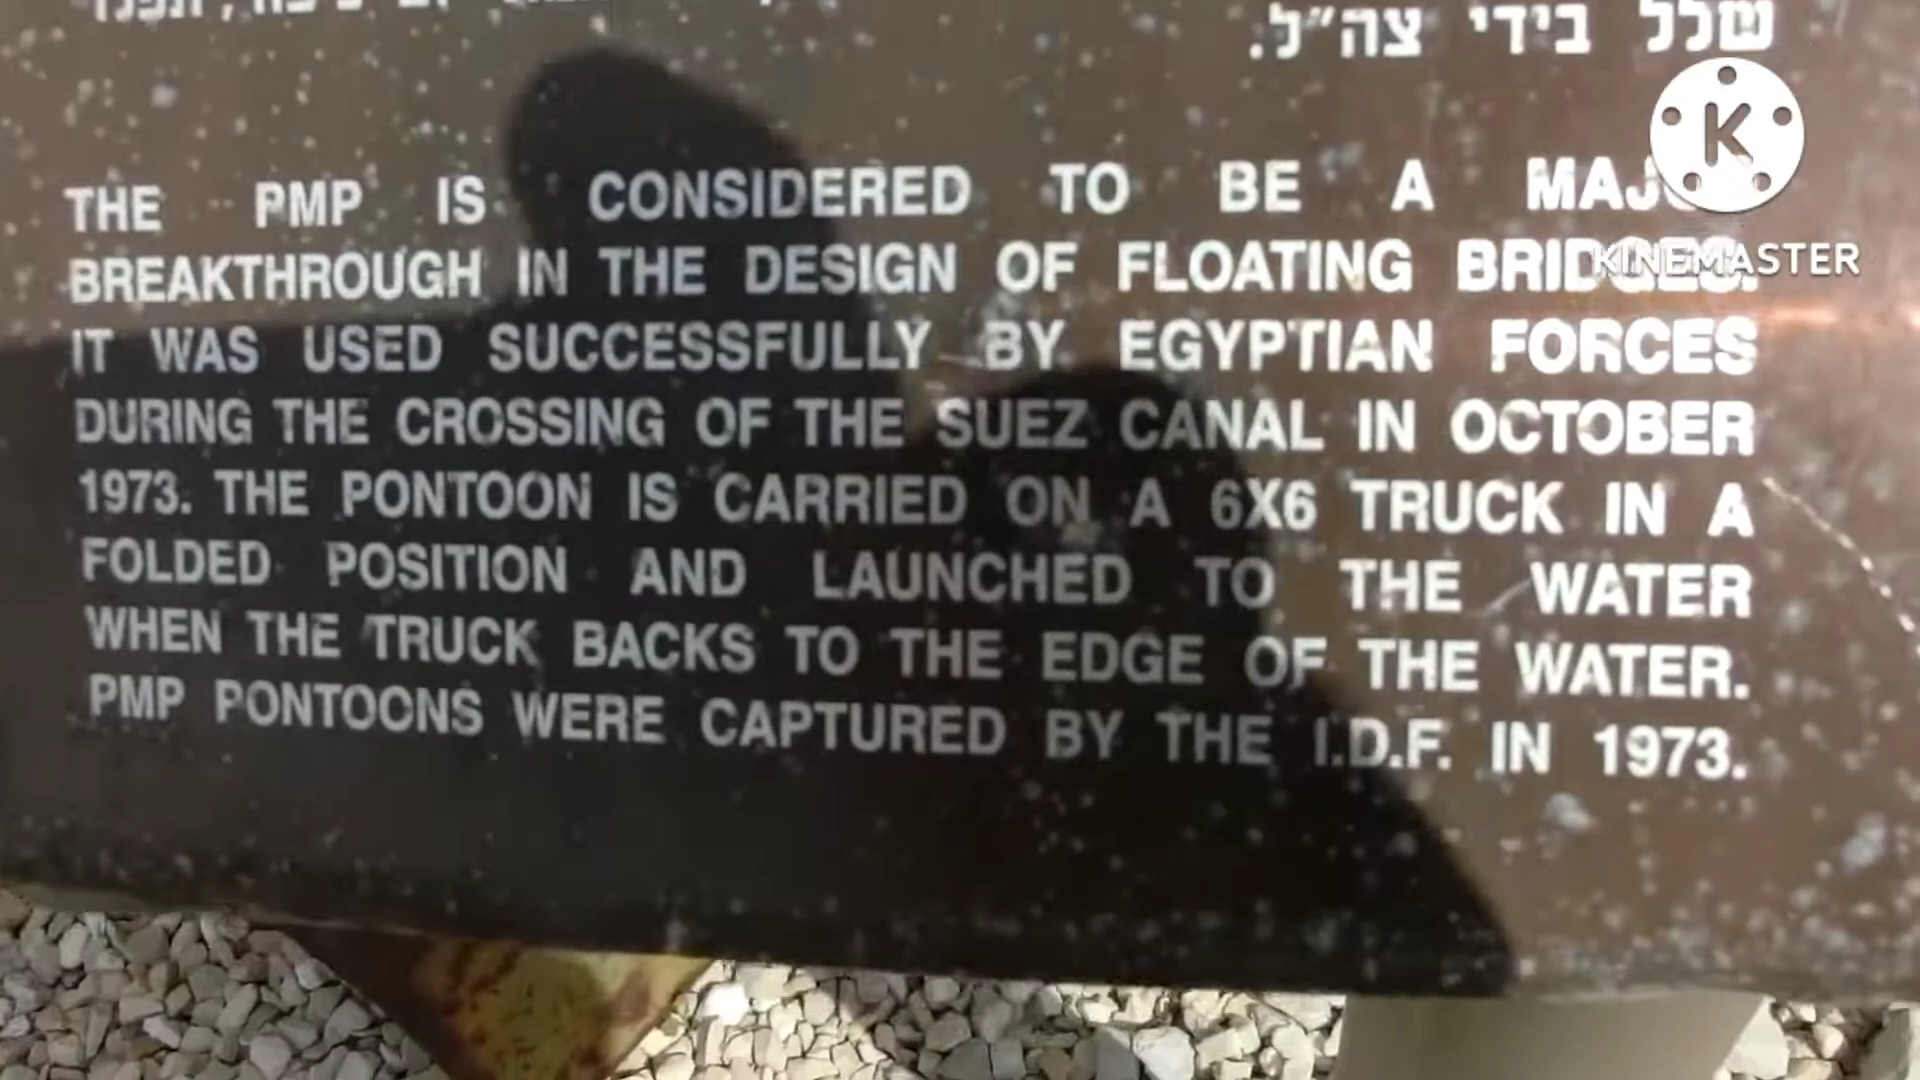 שלל בידי צה״ל.
THE PMP IS CONSIDERED TO BE A
BREAKTHROUGH IN THE DESIGN OF FLOATING BRIDGES.
IT WAS USED SUCCESSFULLY BY EGYPTIAN FORCES
DURING THE CROSSING OF THE SUEZ CANAL IN OCTOBER
1973. THE PONTOON IS CARRIED ON A 6X6 TRUCK IN A
FOLDED POSITION AND LAUNCHED TO THE WATER
WHEN THE TRUCK BACKS TO THE EDGE OF THE WATER.
PMP PONTOONS WERE CAPTURED BY THE I.D.F. IN 1973.
K
KINEMASTER